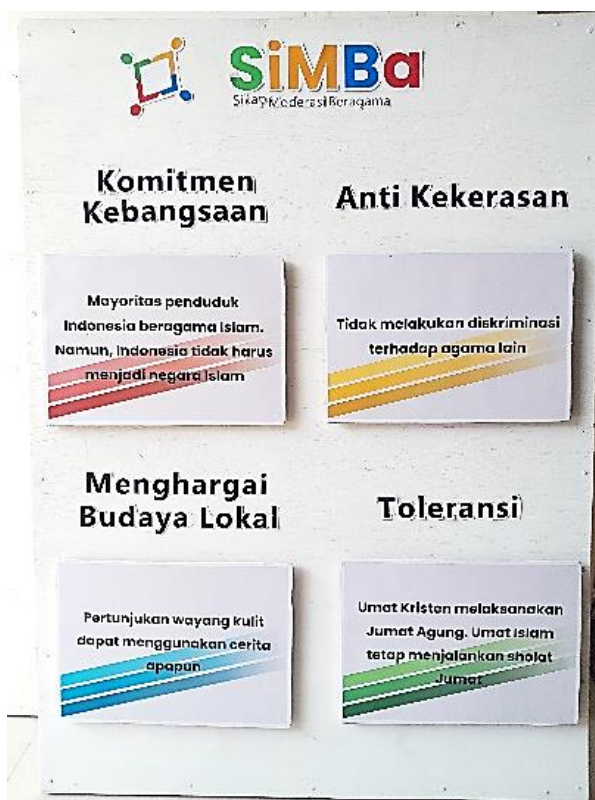 SiMBa
Sikap Moderasi Beragama
Komitmen
Kebangsaan
Mayoritas penduduk
Indonesia beragama Islam.
Namun, Indonesia tidak harus
menjadi negara Islam
Anti Kekerasan
Tidak melakukan diskriminasi
terhadap agama lain
Menghargai
Budaya Lokal
Pertunjukan wayang kulit
dapat menggunakan cerita
apapun
Toleransi
Umat Kristen melaksanakan
Jumat Agung. Umat Islam
tetap menjalankan sholat
Jumat